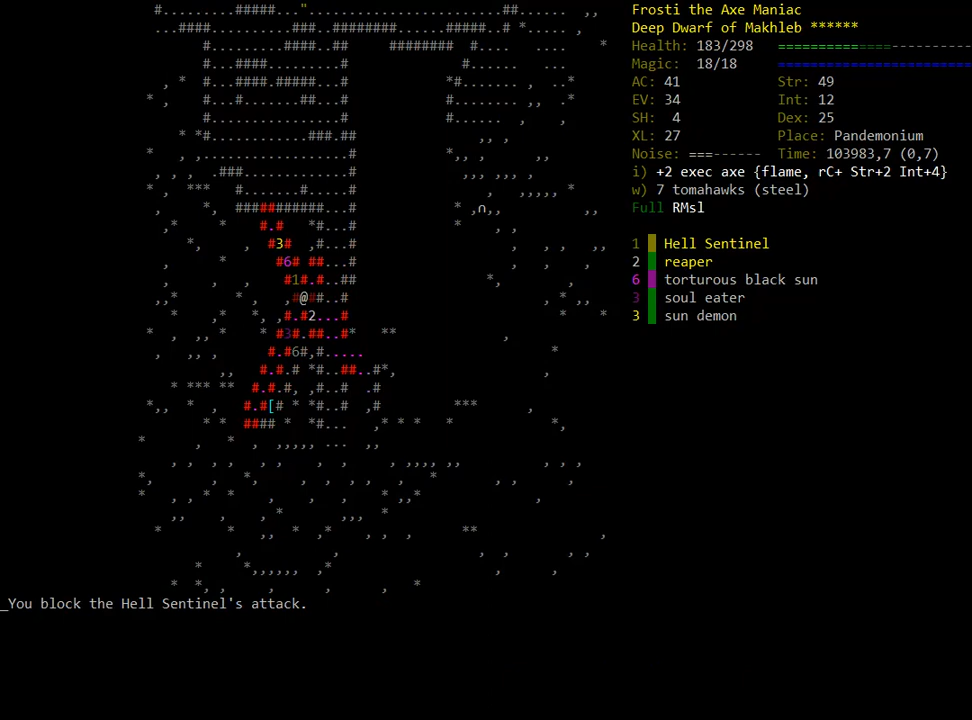 Frosti the Axe Maniac
Deep Dwarf of Makhleb ******
Health: 183/298
Magic: 18/18
AC: 41 Str: 49
EV: 34 Int: 12
SH: 4 Dex: 25
XL: 27 Place: Pandemonium
Noise: ===------ Time: 103983,7 (0,7)
i) +2 exec axe {flame, rC+ Str+2 Int+4}
w) 7 tomahawks (steel)
Full RMsl
1 Hell Sentinel
2 reaper
6 torturous black sun
3 soul eater
3 sun demon
_You block the Hell Sentinel's attack.